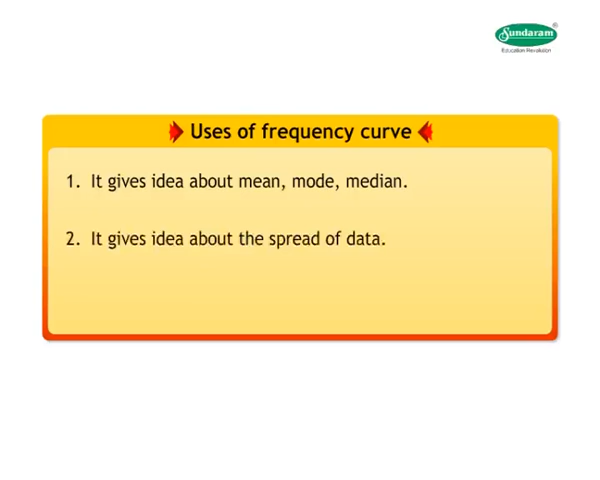 Sundaram®
Education Revolution
Uses of frequency curve
1. It gives idea about mean, mode, median.
2. It gives idea about the spread of data.